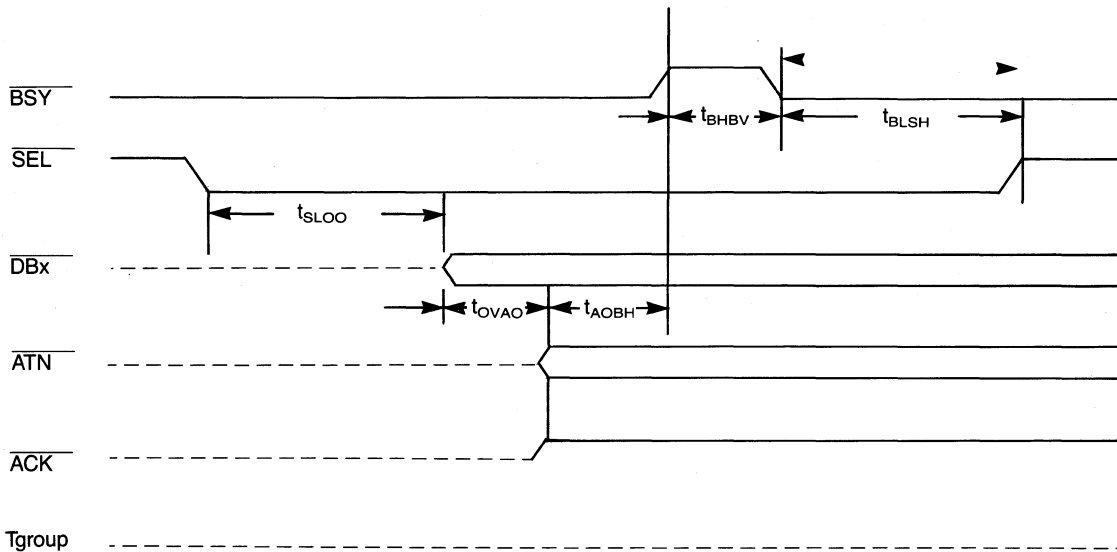 BSY
tBHBV
tBLSH
SEL
tSLOO
DBx
tOVAO
tAOBH
ATN
ACK
Tgroup